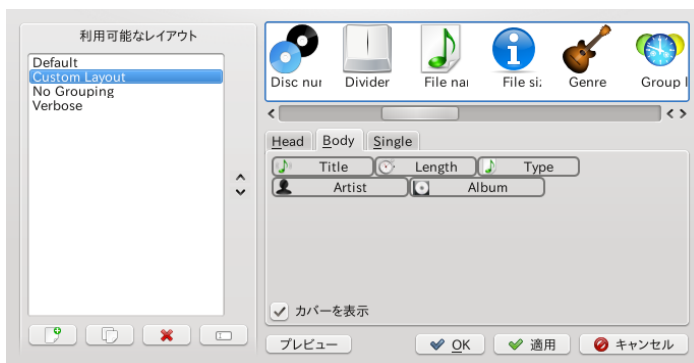 利用可能なレイアウト
Default
Custom Layout
No Grouping
Verbose
Disc nur Divider File nai File si: Genre Group l
Head Body Single
Title Length Type
Artist Album
カバーを表示
プレビュー OK 適用 キャンセル